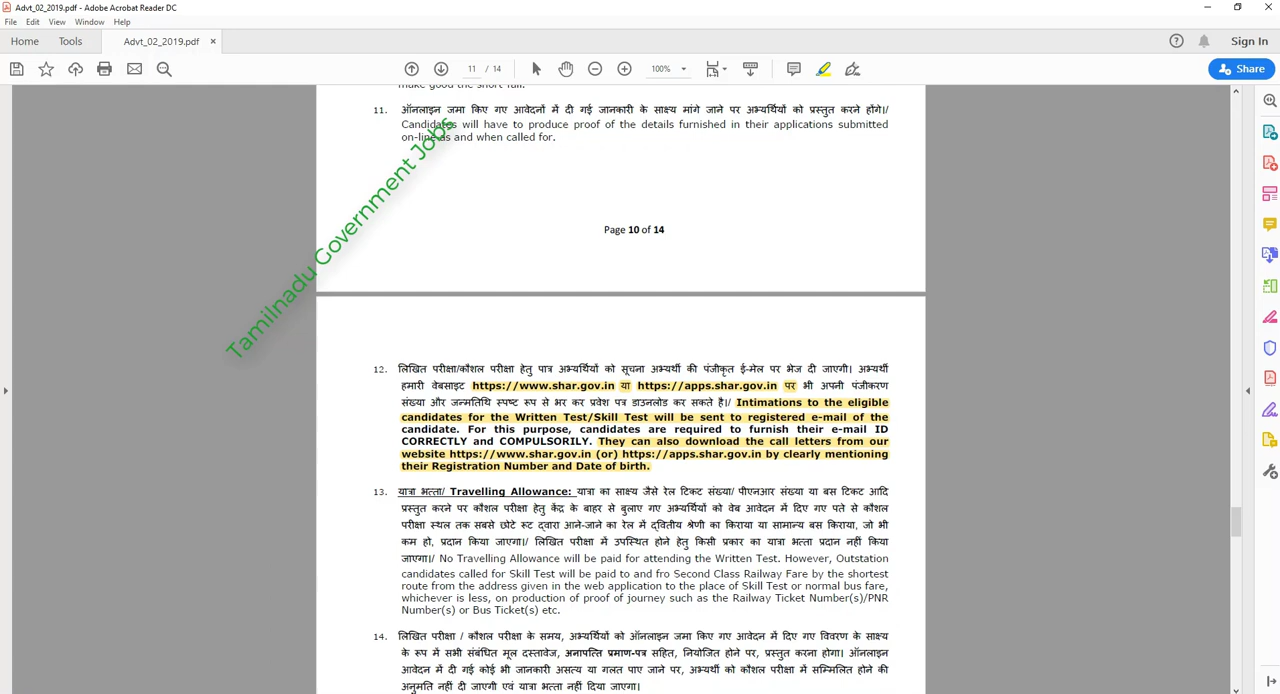 Advt_02_2019.pdf - Adobe Acrobat Reader DC
File Edit View Window Help
Home Tools Advt_02_2019.pdf × Sign In
11 / 14 100% Share
make good the short fall.
11. ऑनलाइन जमा किए गए आवेदनों में दी गई जानकारी के साक्ष्य मांगे जाने पर अभ्यर्थियों को प्रस्तुत करने होंगे।/
Candidates will have to produce proof of the details furnished in their applications submitted
on-line as and when called for.
Tamilnadu Government Jobs
Page 10 of 14
12. लिखित परीक्षा/कौशल परीक्षा हेतु पात्र अभ्यर्थियों को सूचना अभ्यर्थी की पंजीकृत ई-मेल पर भेज दी जाएगी। अभ्यर्थी
हमारी वेबसाइट https://www.shar.gov.in या https://apps.shar.gov.in पर भी अपनी पंजीकरण
संख्या और जन्मतिथि स्पष्ट रूप से भर कर प्रवेश पत्र डाउनलोड कर सकते है।/ Intimations to the eligible
candidates for the Written Test/Skill Test will be sent to registered e-mail of the
candidate. For this purpose, candidates are required to furnish their e-mail ID
CORRECTLY and COMPULSORILY. They can also download the call letters from our
website https://www.shar.gov.in (or) https://apps.shar.gov.in by clearly mentioning
their Registration Number and Date of birth.
13. यात्रा भत्ता/ Travelling Allowance: यात्रा का साक्ष्य जैसे रेल टिकट संख्या/ पीएनआर संख्या या बस टिकट आदि
प्रस्तुत करने पर कौशल परीक्षा हेतु केंद्र के बाहर से बुलाए गए अभ्यर्थियों को वेब आवेदन में दिए गए पते से कौशल
परीक्षा स्थल तक सबसे छोटे रूट द्वारा आने-जाने का रेल में द्वितीय श्रेणी का किराया या सामान्य बस किराया, जो भी
कम हो, प्रदान किया जाएगा।/ लिखित परीक्षा में उपस्थित होने हेतु किसी प्रकार का यात्रा भत्ता प्रदान नहीं किया
जाएगा।/ No Travelling Allowance will be paid for attending the Written Test. However, Outstation
candidates called for Skill Test will be paid to and fro Second Class Railway Fare by the shortest
route from the address given in the web application to the place of Skill Test or normal bus fare,
whichever is less, on production of proof of journey such as the Railway Ticket Number(s)/PNR
Number(s) or Bus Ticket(s) etc.
14. लिखित परीक्षा / कौशल परीक्षा के समय, अभ्यर्थियों को ऑनलाइन जमा किए गए आवेदन में दिए गए विवरण के साक्ष्य
के रूप में सभी संबंधित मूल दस्तावेज, अनापत्ति प्रमाण-पत्र सहित, नियोजित होने पर, प्रस्तुत करना होगा। ऑनलाइन
आवेदन में दी गई कोई भी जानकारी असत्य या गलत पाए जाने पर, अभ्यर्थी को कौशल परीक्षा में सम्मिलित होने की
अनुमति नहीं दी जाएगी एवं यात्रा भत्ता नहीं दिया जाएगा।